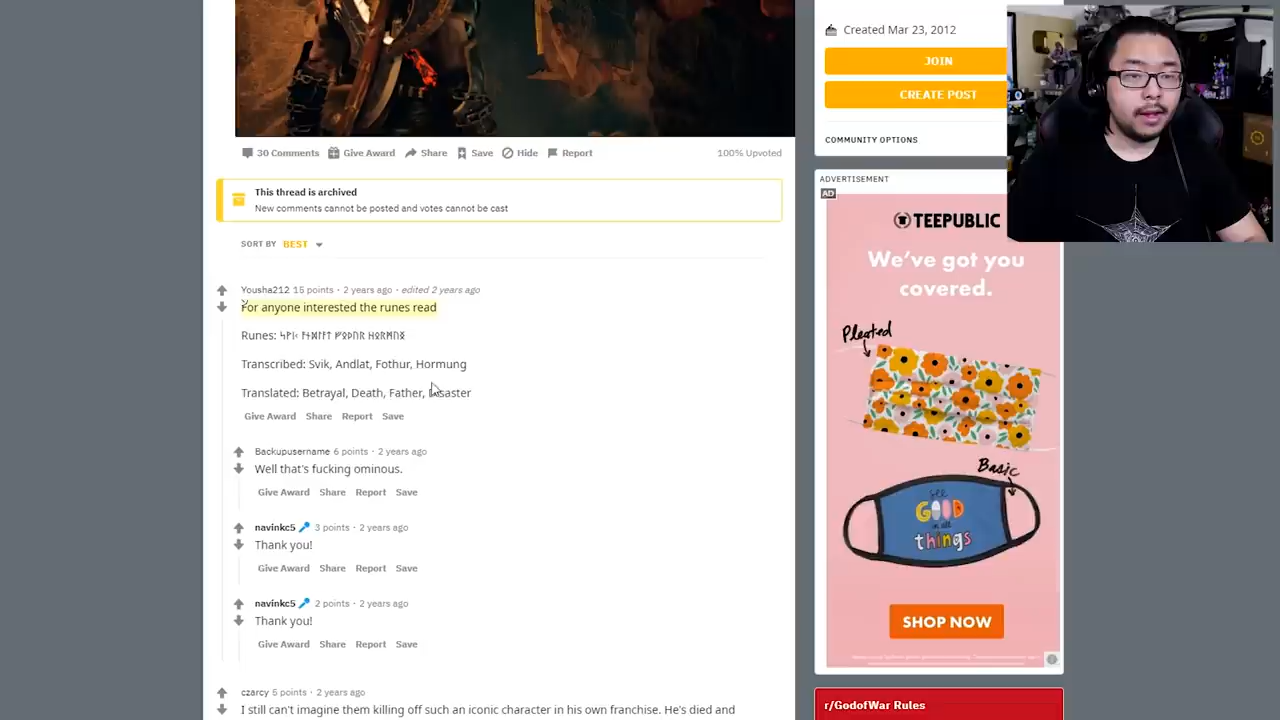 Created Mar 23, 2012
JOIN
CREATE POST
COMMUNITY OPTIONS
30 Comments Give Award Share Save Hide Report 100% Upvoted
This thread is archived
New comments cannot be posted and votes cannot be cast
SORT BY BEST
Yousha212 15 points · 2 years ago · edited 2 years ago
For anyone interested the runes read
Runes:
Transcribed: Svik, Andlat, Fothur, Hormung
Translated: Betrayal, Death, Father, Disaster
Give Award Share Report Save
Backupusername 6 points · 2 years ago
Well that's fucking ominous.
Give Award Share Report Save
navinkc5 3 points · 2 years ago
Thank you!
Give Award Share Report Save
navinkc5 2 points · 2 years ago
Thank you!
Give Award Share Report Save
czarcy 5 points · 2 years ago
I still can't imagine them killing off such an iconic character in his own franchise. He's died and
ADVERTISEMENT
AD
TEEPUBLIC
We've got you
covered.
Pleated
Basic
see
GOOD
in all
things
SHOP NOW
r/GodofWar Rules